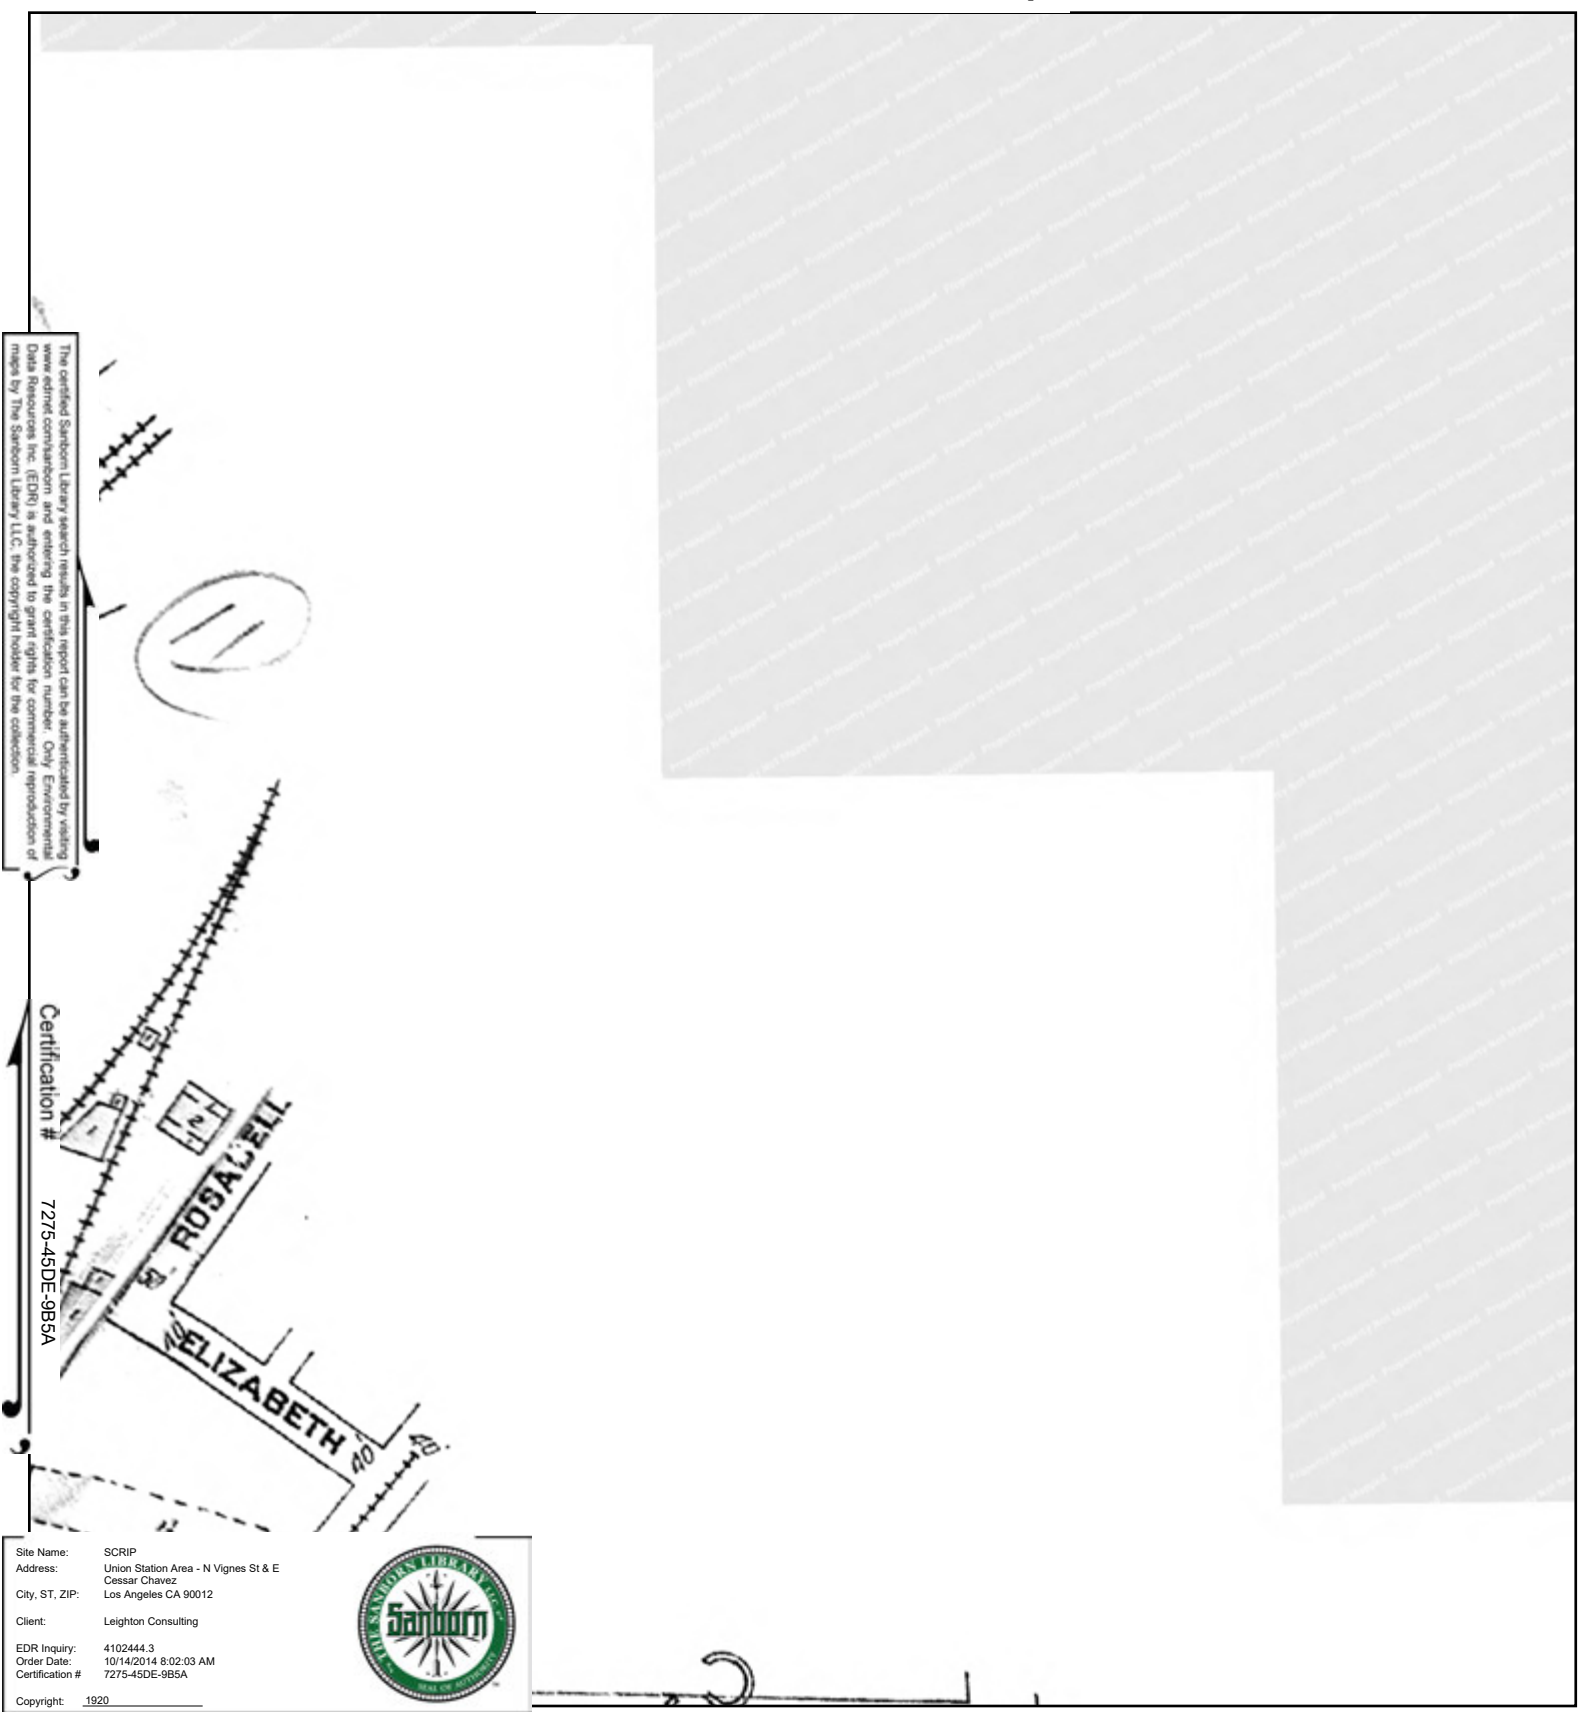 Property Not Mapped
The certified Sanborn Library search results in this report can be authenticated by visiting
www.edrnet.com/sanborn and entering the certification number. Only Environmental
Data Resources Inc. (EDR) is authorized to grant rights for commercial reproduction of
maps by The Sanborn Library LLC, the copyright holder for the collection.
Certification # 7275-45DE-9B5A
2
ROSABELL
ELIZABETH
40
40
Site Name: SCRIP
Address: Union Station Area - N Vignes St & E
Cessar Chavez
City, ST, ZIP: Los Angeles CA 90012
Client: Leighton Consulting
EDR Inquiry: 4102444.3
Order Date: 10/14/2014 8:02:03 AM
Certification # 7275-45DE-9B5A
Copyright: 1920
THE SANBORN LIBRARY, LLC
Sanborn
SEAL OF AUTHORITY